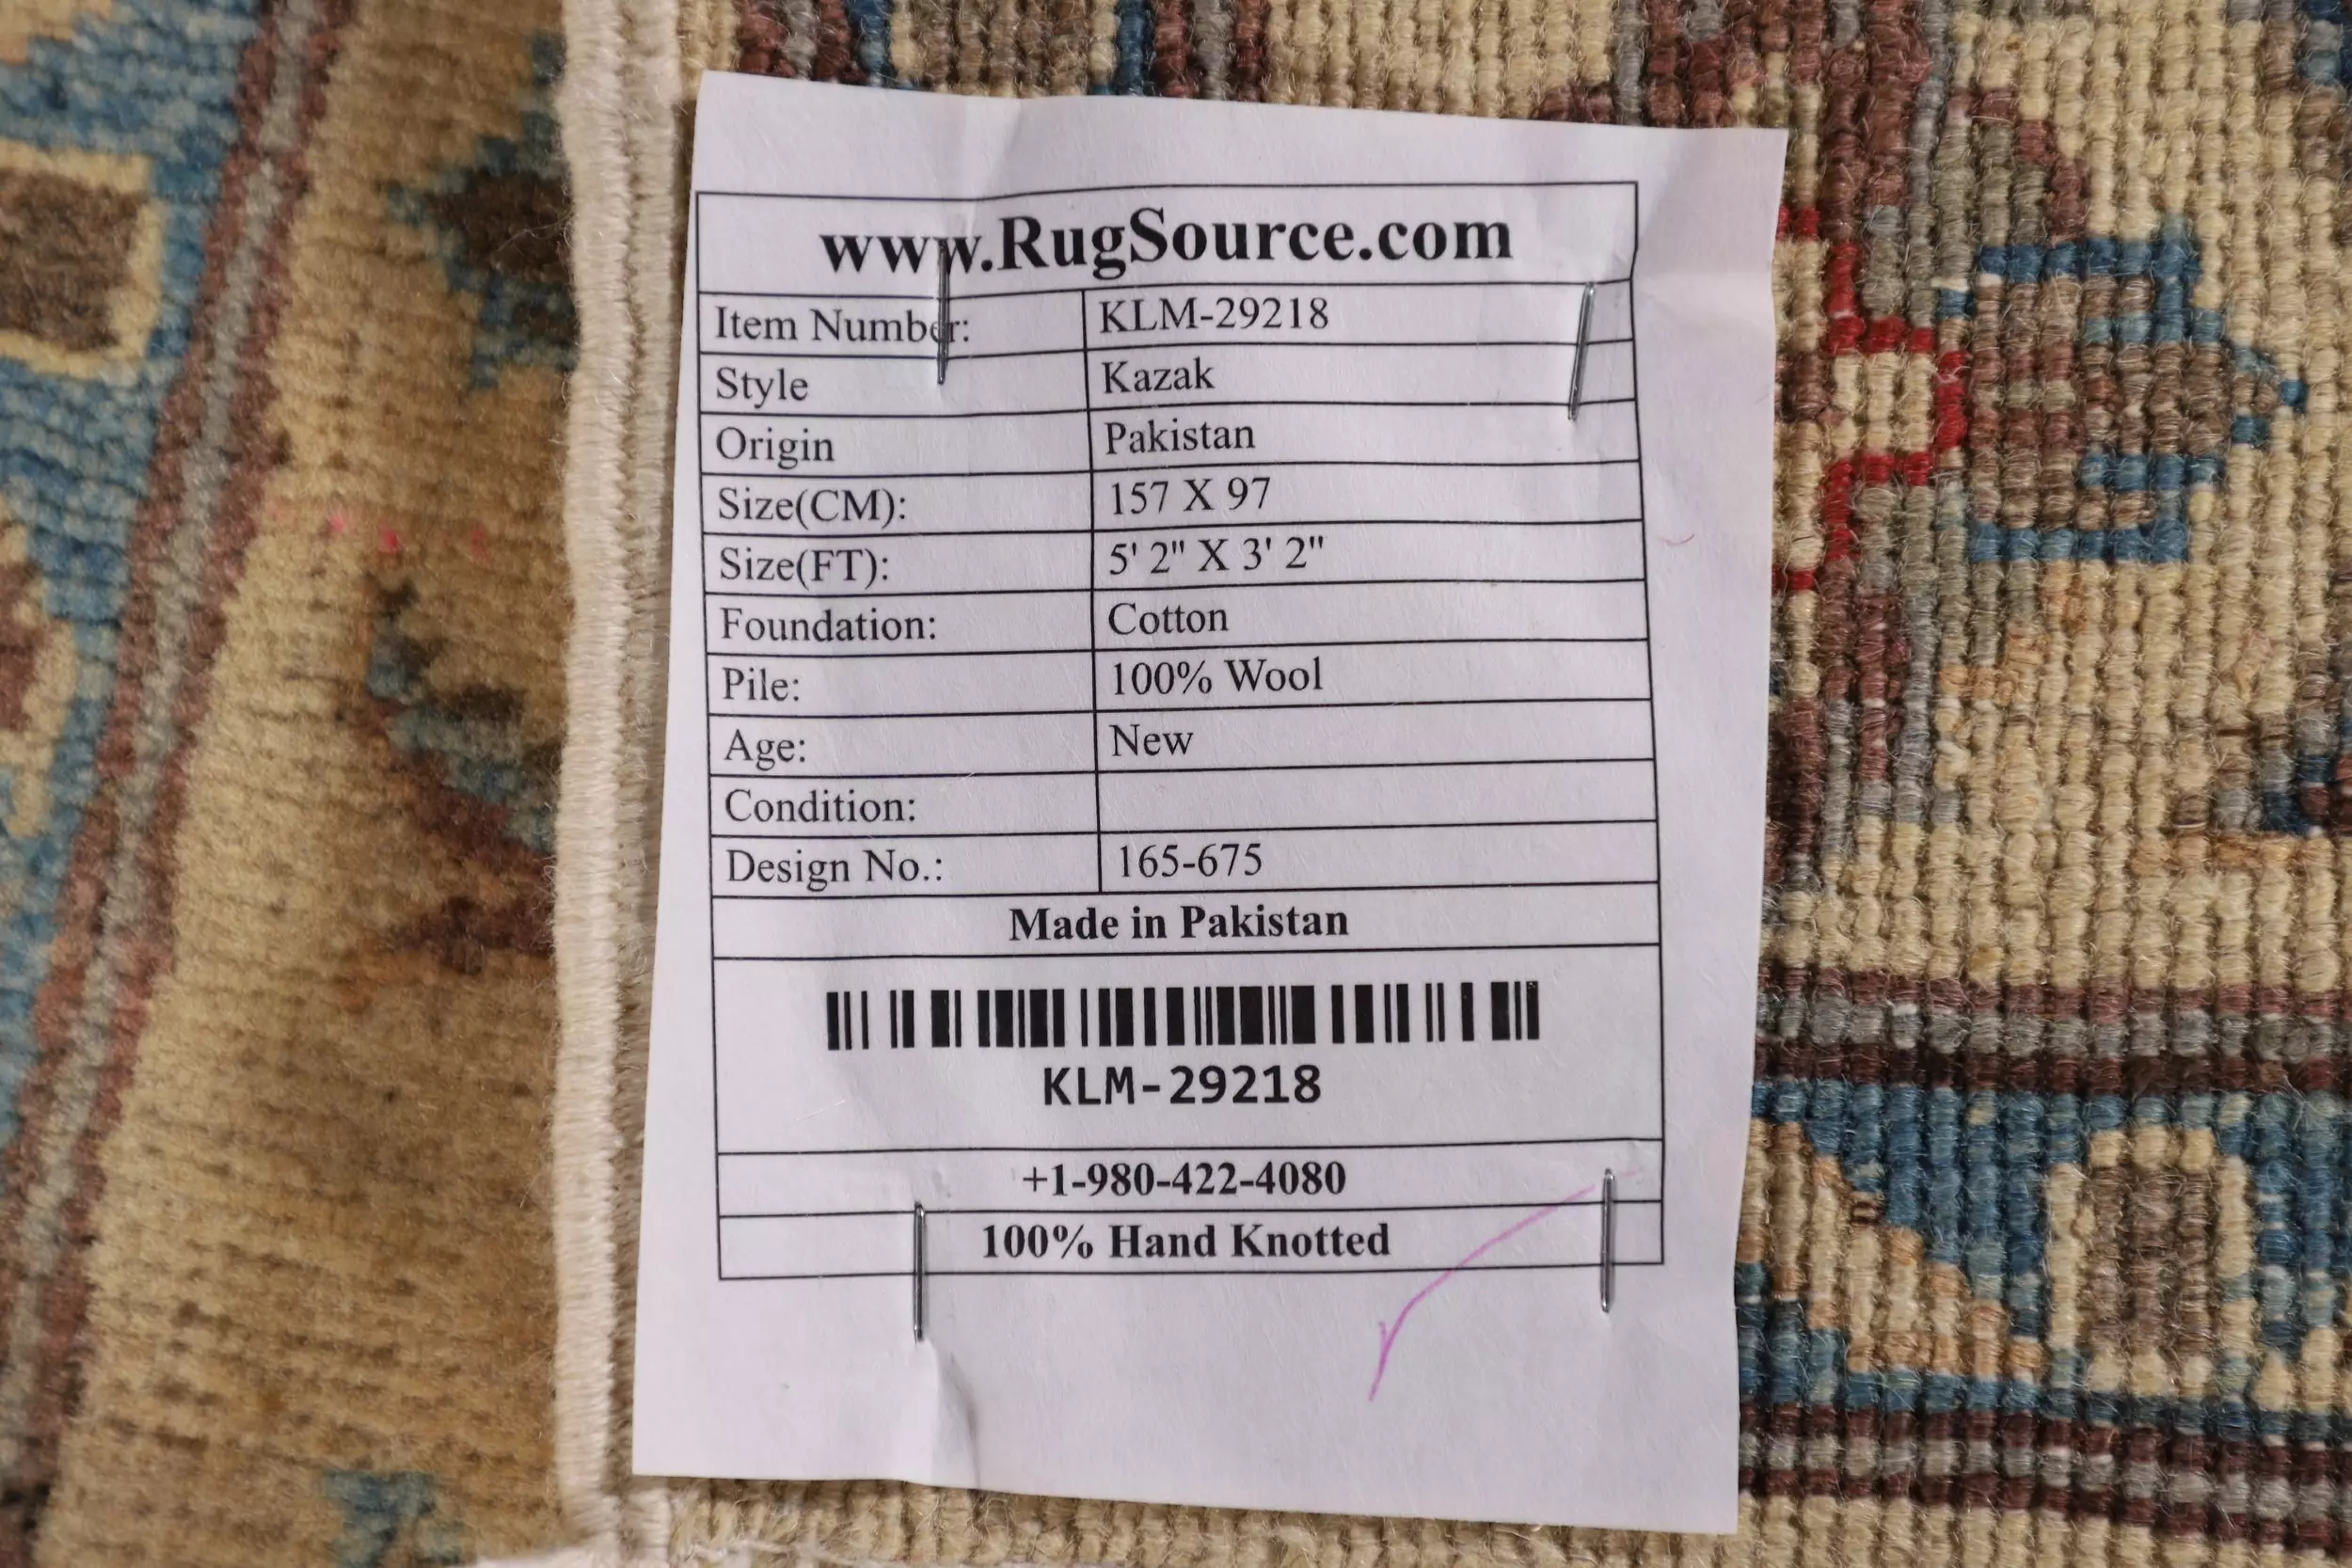 www.RugSource.com
Item Number: KLM-29218
Style Kazak
Origin Pakistan
Size(CM): 157 X 97
Size(FT): 5' 2" X 3' 2"
Foundation: Cotton
Pile: 100% Wool
Age: New
Condition:
Design No.: 165-675
Made in Pakistan
KLM-29218
+1-980-422-4080
100% Hand Knotted